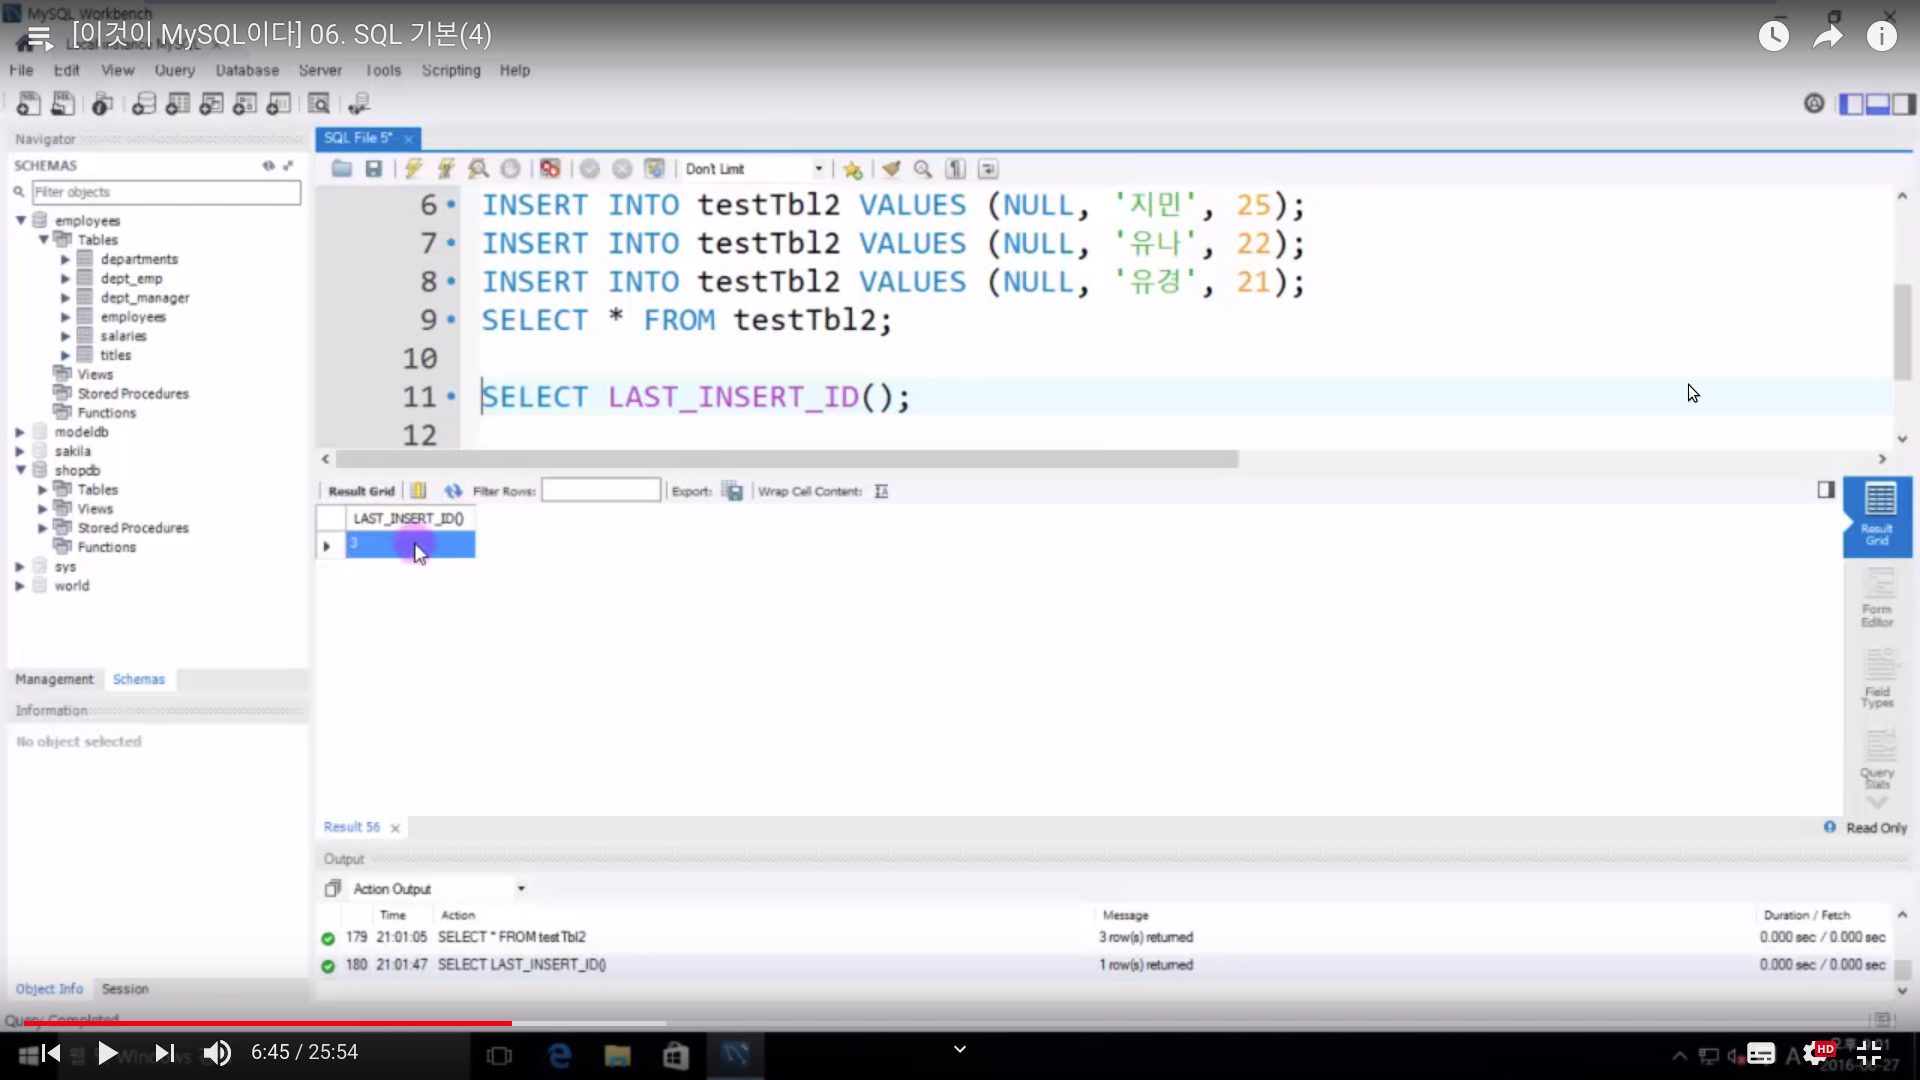 MySQL Workbench
[이것이 MySQL이다] 06. SQL 기본(4)
File Edit View Query Database Server Tools Scripting Help
Navigator
SCHEMAS
Filter objects
employees
Tables
departments
dept_emp
dept_manager
employees
salaries
titles
Views
Stored Procedures
Functions
modeldb
sakila
shopdb
Tables
Views
Stored Procedures
Functions
sys
world
Management Schemas
Information
No object selected
Object Info Session
Query Completed
SQL File 5*
Don't Limit
6 INSERT INTO testTbl2 VALUES (NULL, '지민', 25);
7 INSERT INTO testTbl2 VALUES (NULL, '유나', 22);
8 INSERT INTO testTbl2 VALUES (NULL, '유경', 21);
9 SELECT * FROM testTbl2;
10
11 SELECT LAST_INSERT_ID();
12
Result Grid Filter Rows: Export: Wrap Cell Content:
LAST_INSERT_ID()
3
Result Grid
Form Editor
Field Types
Query Stats
Result 56
Read Only
Output
Action Output
Time Action Message Duration / Fetch
179 21:01:05 SELECT * FROM testTbl2 3 row(s) returned 0.000 sec / 0.000 sec
180 21:01:47 SELECT LAST_INSERT_ID() 1 row(s) returned 0.000 sec / 0.000 sec
6:45 / 25:54
HD